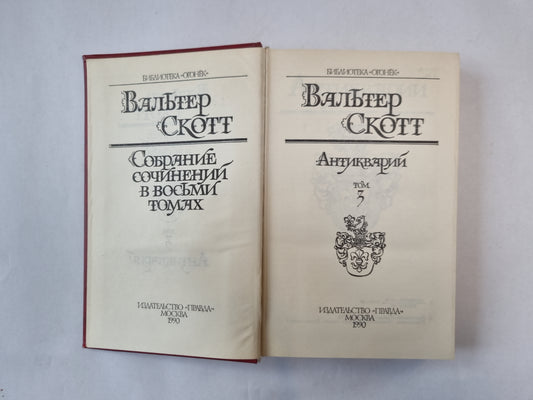 БИБЛИОТЕКА «ОГОНЁК»
ВАЛЬТЕР
СКОТТ
СОБРАНИЕ
СОЧИНЕНИЙ
В ВОСЬМИ
ТОМАХ
ИЗДАТЕЛЬСТВО «ПРАВДА»
МОСКВА
1990
БИБЛИОТЕКА «ОГОНЁК»
ВАЛЬТЕР
СКОТТ
АНТИКВАРИЙ
ТОМ
3
ИЗДАТЕЛЬСТВО «ПРАВДА»
МОСКВА
1990